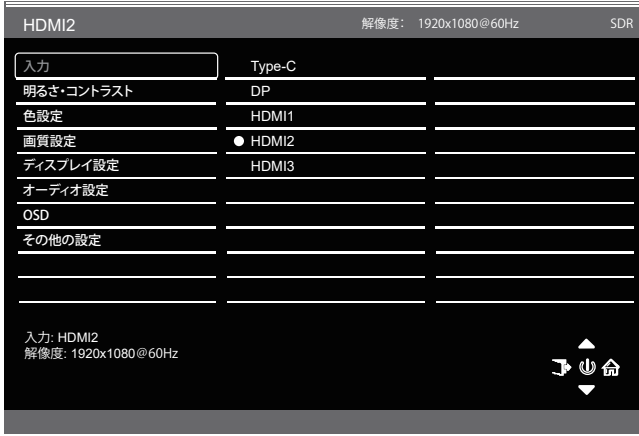 HDMI2 解像度： 1920x1080@60Hz SDR
入力 Type-C
明るさ・コントラスト DP
色設定 HDMI1
画質設定 HDMI2
ディスプレイ設定 HDMI3
オーディオ設定
OSD
その他の設定
入力: HDMI2
解像度: 1920x1080@60Hz